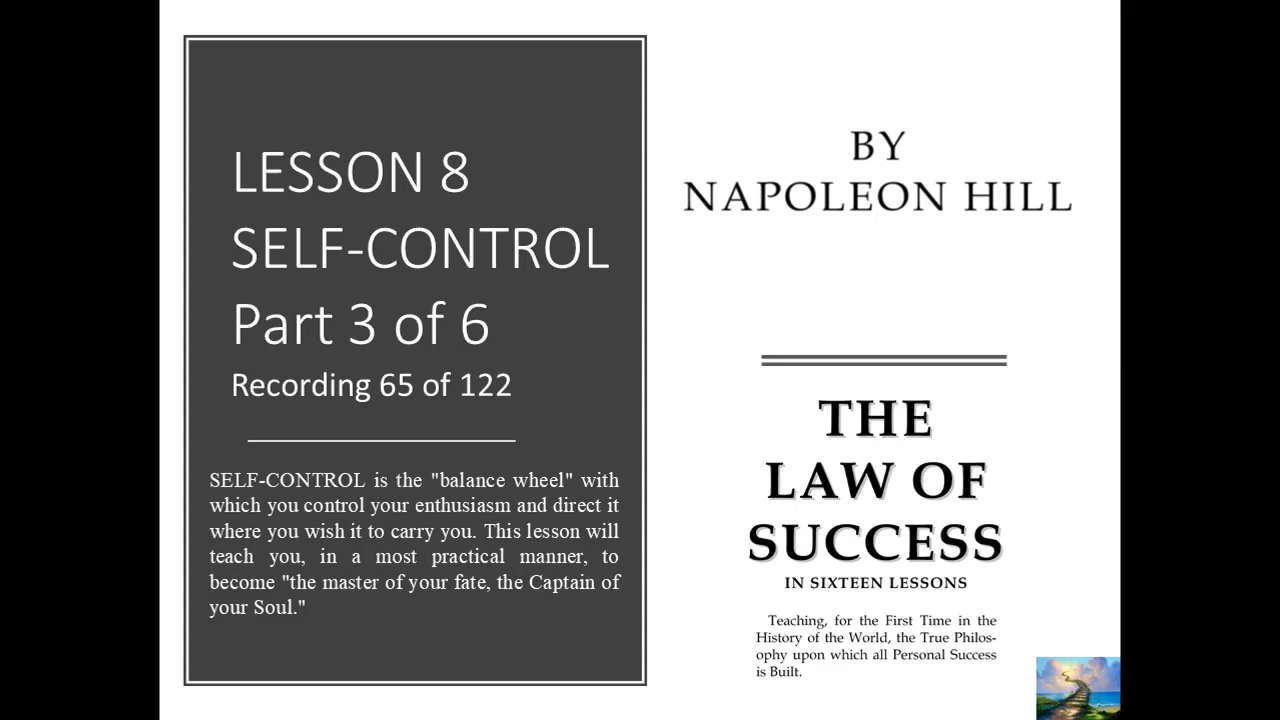 LESSON 8
SELF-CONTROL
Part 3 of 6
Recording 65 of 122
SELF-CONTROL is the "balance wheel" with
which you control your enthusiasm and direct it
where you wish it to carry you. This lesson will
teach you, in a most practical manner, to
become "the master of your fate, the Captain of
your Soul."
BY
NAPOLEON HILL
THE
LAW OF
SUCCESS
IN SIXTEEN LESSONS
Teaching, for the First Time in the
History of the World, the True Philos-
ophy upon which all Personal Success
is Built.